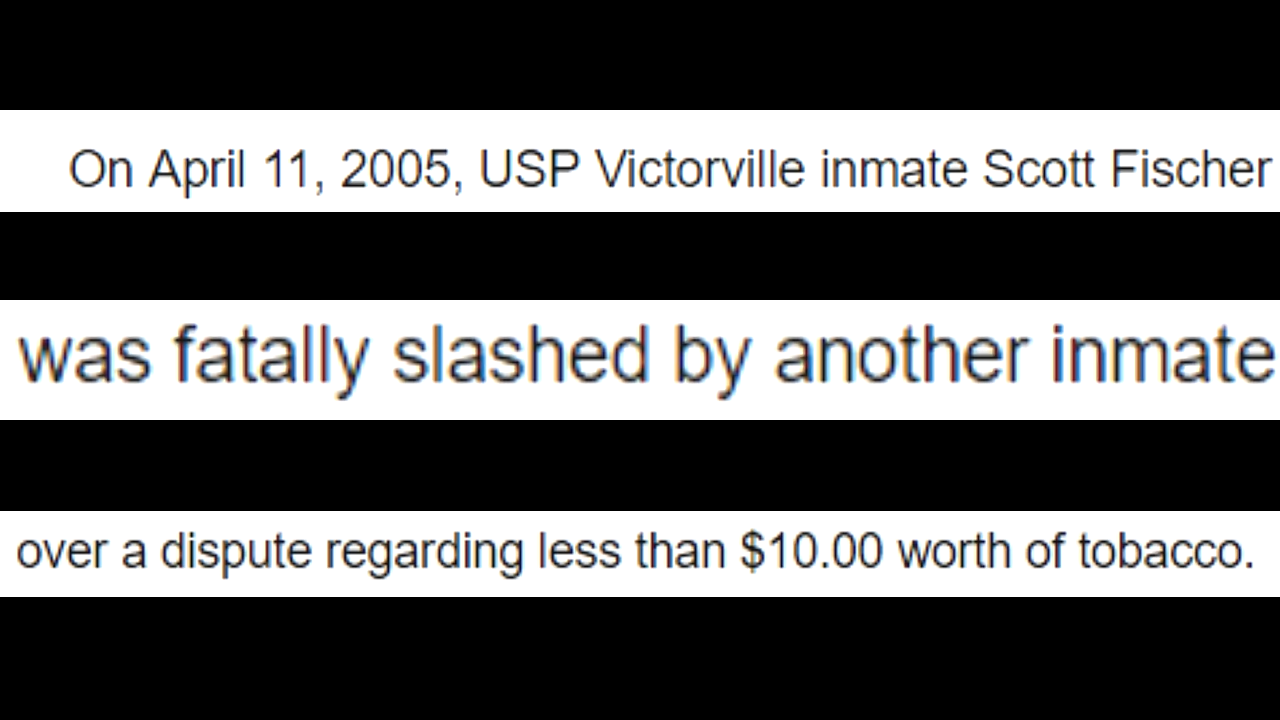 On April 11, 2005, USP Victorville inmate Scott Fischer
was fatally slashed by another inmate
over a dispute regarding less than $10.00 worth of tobacco.